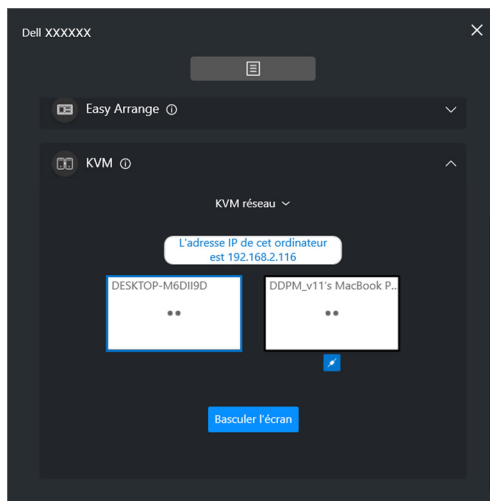 Dell XXXXXX
Easy Arrange
KVM
KVM réseau
L'adresse IP de cet ordinateur
est 192.168.2.116
DESKTOP-M6DII9D
DDPM_v11's MacBook P..
Basculer l'écran